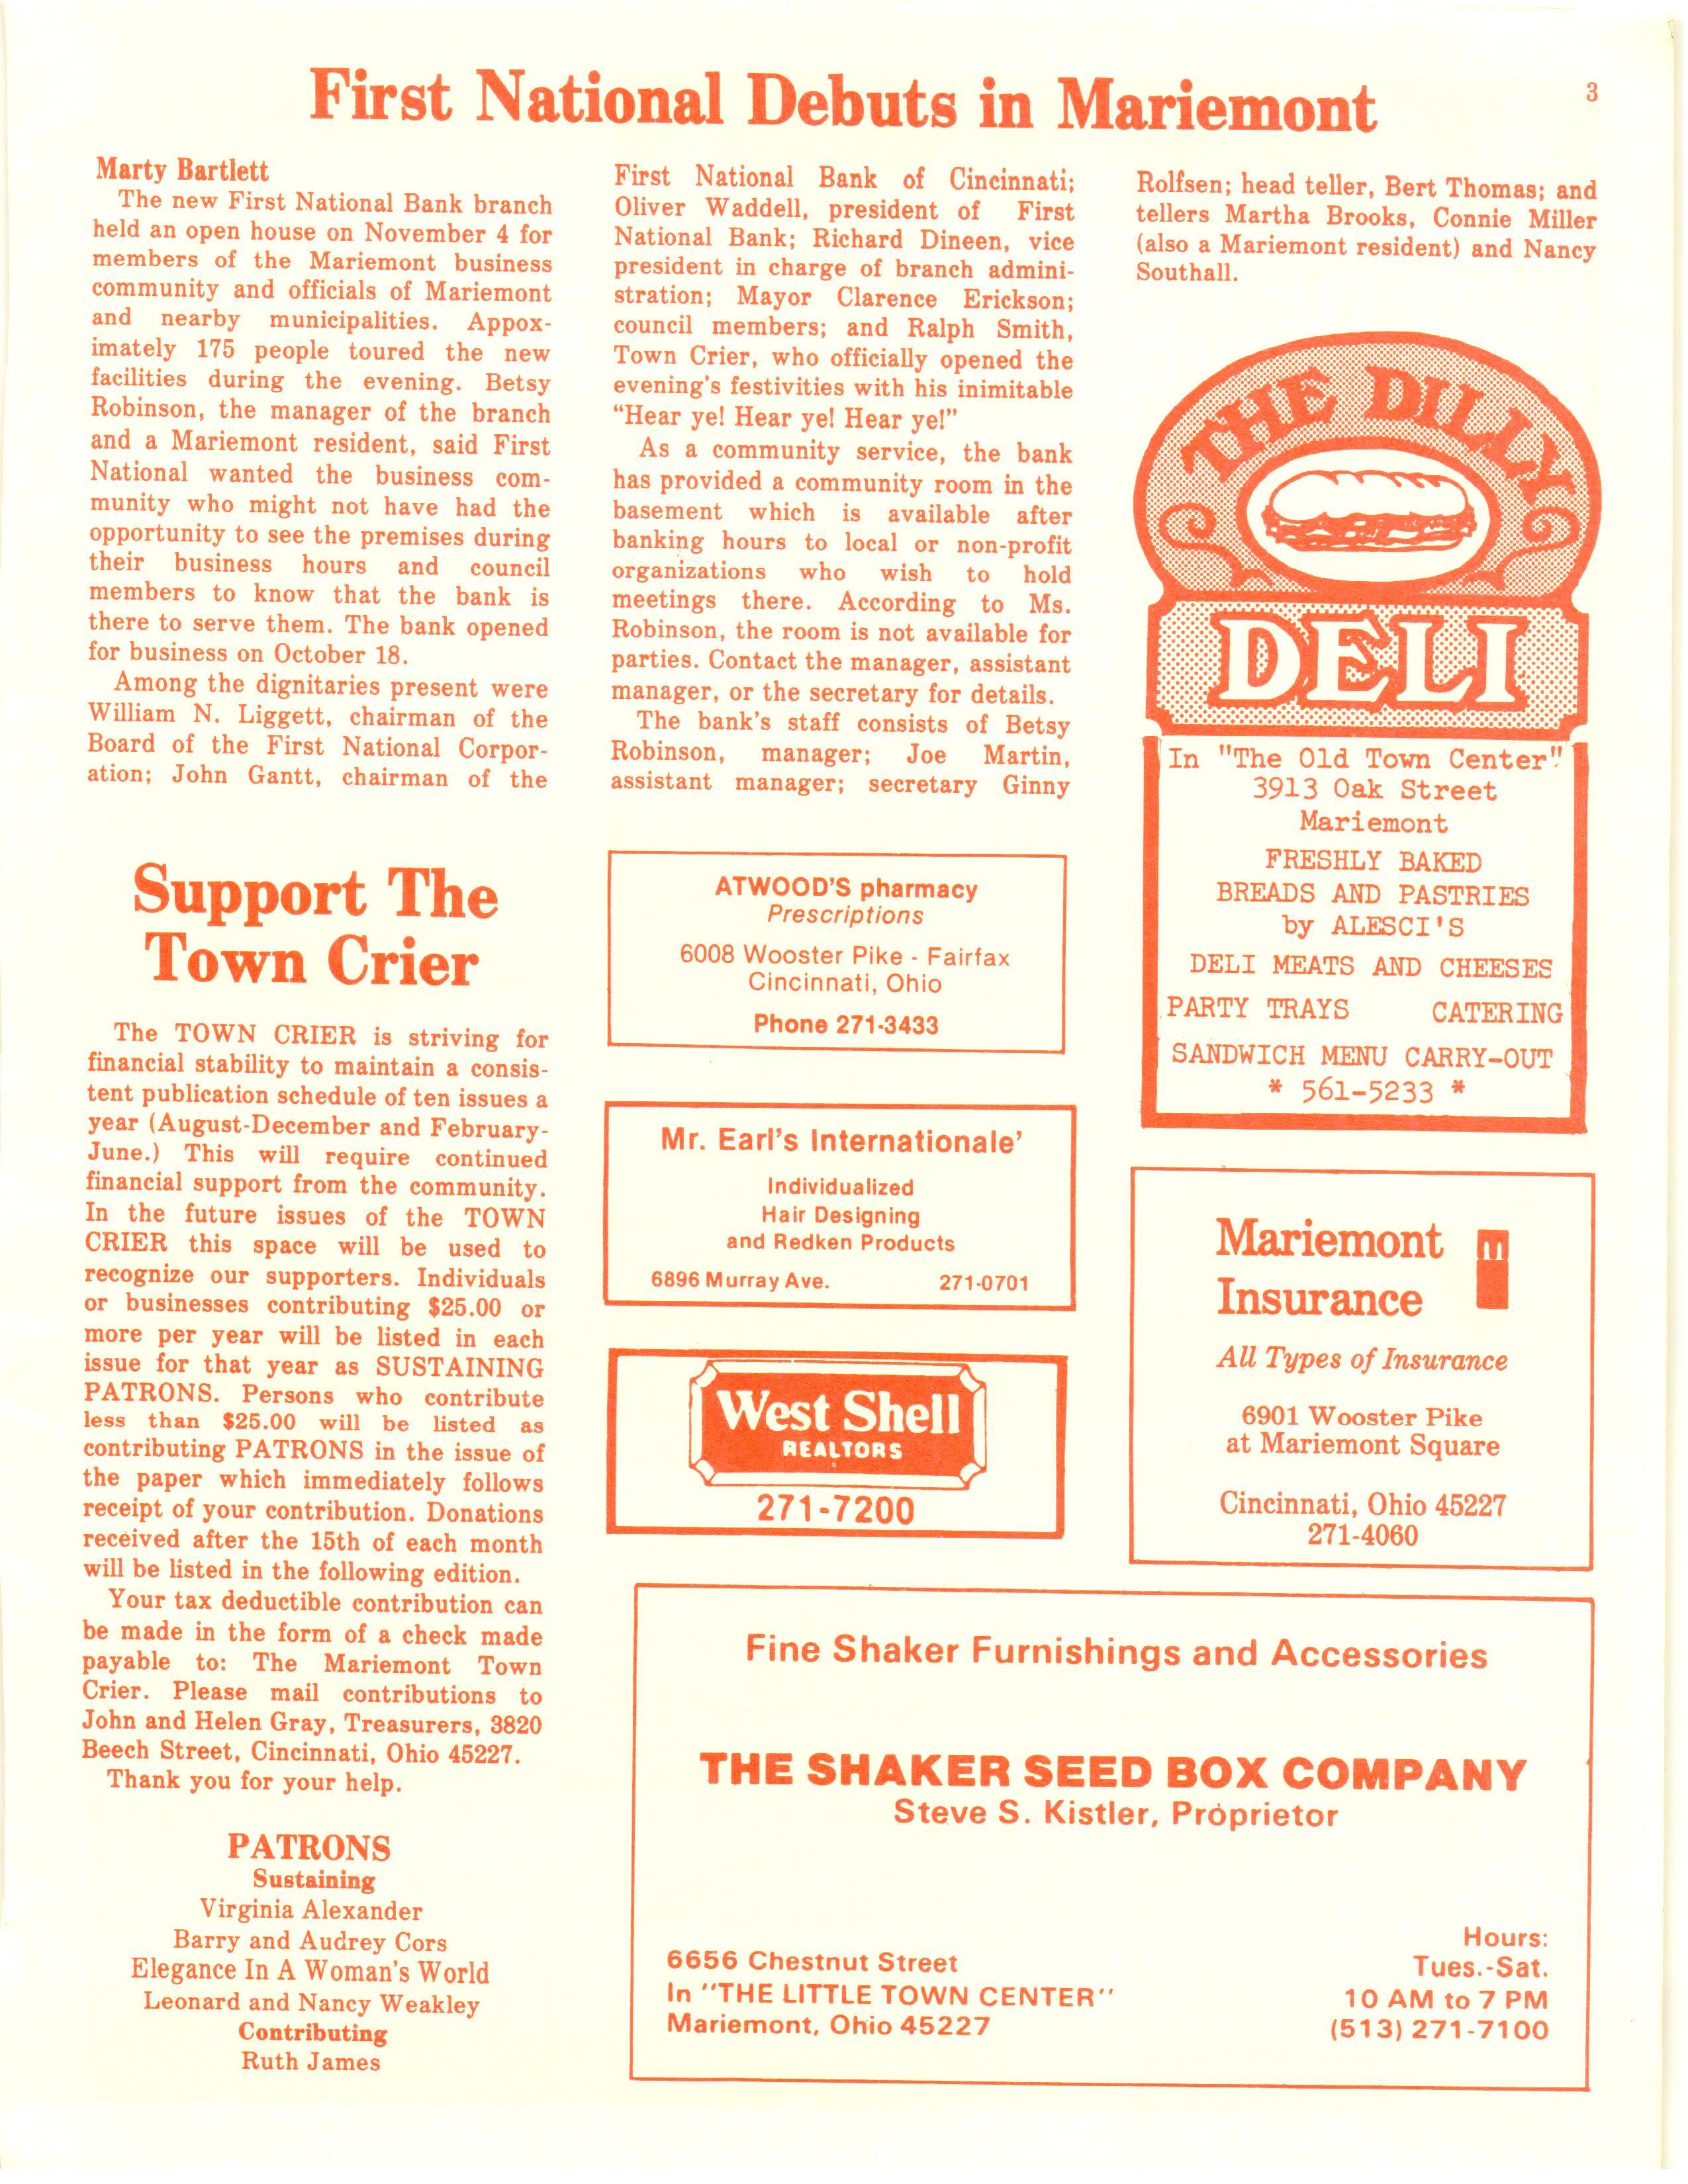 3
First National Debuts in Mariemont
Marty Bartlett
The new First National Bank branch
held an open house on November 4 for
members of the Mariemont business
community and officials of Mariemont
and nearby municipalities. Appox-
imately 175 people toured the new
facilities during the evening. Betsy
Robinson, the manager of the branch
and a Mariemont resident, said First
National wanted the business com-
munity who might not have had the
opportunity to see the premises during
their business hours and council
members to know that the bank is
there to serve them. The bank opened
for business on October 18.
Among the dignitaries present were
William N. Liggett, chairman of the
Board of the First National Corpor-
ation; John Gantt, chairman of the
First National Bank of Cincinnati;
Oliver Waddell, president of First
National Bank; Richard Dineen, vice
president in charge of branch admini-
stration; Mayor Clarence Erickson;
council members; and Ralph Smith,
Town Crier, who officially opened the
evening's festivities with his inimitable
"Hear ye! Hear ye! Hear ye!"
As a community service, the bank
has provided a community room in the
basement which is available after
banking hours to local or non-profit
organizations who wish to hold
meetings there. According to Ms.
Robinson, the room is not available for
parties. Contact the manager, assistant
manager, or the secretary for details.
The bank's staff consists of Betsy
Robinson, manager; Joe Martin,
assistant manager; secretary Ginny
Rolfsen; head teller, Bert Thomas; and
tellers Martha Brooks, Connie Miller
(also a Mariemont resident) and Nancy
Southall.
Support The
Town Crier
The TOWN CRIER is striving for
financial stability to maintain a consis-
tent publication schedule of ten issues a
year (August-December and February-
June.) This will require continued
financial support from the community.
In the future issues of the TOWN
CRIER this space will be used to
recognize our supporters. Individuals
or businesses contributing $25.00 or
more per year will be listed in each
issue for that year as SUSTAINING
PATRONS. Persons who contribute
less than $25.00 will be listed as
contributing PATRONS in the issue of
the paper which immediately follows
receipt of your contribution. Donations
received after the 15th of each month
will be listed in the following edition.
Your tax deductible contribution can
be made in the form of a check made
payable to: The Mariemont Town
Crier. Please mail contributions to
John and Helen Gray, Treasurers, 3820
Beech Street, Cincinnati, Ohio 45227.
Thank you for your help.
PATRONS
Sustaining
Virginia Alexander
Barry and Audrey Cors
Elegance In A Woman's World
Leonard and Nancy Weakley
Contributing
Ruth James
ATWOOD'S pharmacy
Prescriptions
6008 Wooster Pike - Fairfax
Cincinnati, Ohio
Phone 271-3433
Mr. Earl's Internationale'
Individualized
Hair Designing
and Redken Products
6896 Murray Ave. 271-0701
West Shell
REALTORS
271-7200
THE DILLY
DELI
In "The Old Town Center"
3913 Oak Street
Mariemont
FRESHLY BAKED
BREADS AND PASTRIES
by ALESCI'S
DELI MEATS AND CHEESES
PARTY TRAYS CATERING
SANDWICH MENU CARRY-OUT
* 561-5233 *
Mariemont m
Insurance
All Types of Insurance
6901 Wooster Pike
at Mariemont Square
Cincinnati, Ohio 45227
271-4060
Fine Shaker Furnishings and Accessories
THE SHAKER SEED BOX COMPANY
Steve S. Kistler, Proprietor
6656 Chestnut Street
In "THE LITTLE TOWN CENTER"
Mariemont, Ohio 45227
Hours:
Tues.-Sat.
10 AM to 7 PM
(513) 271-7100